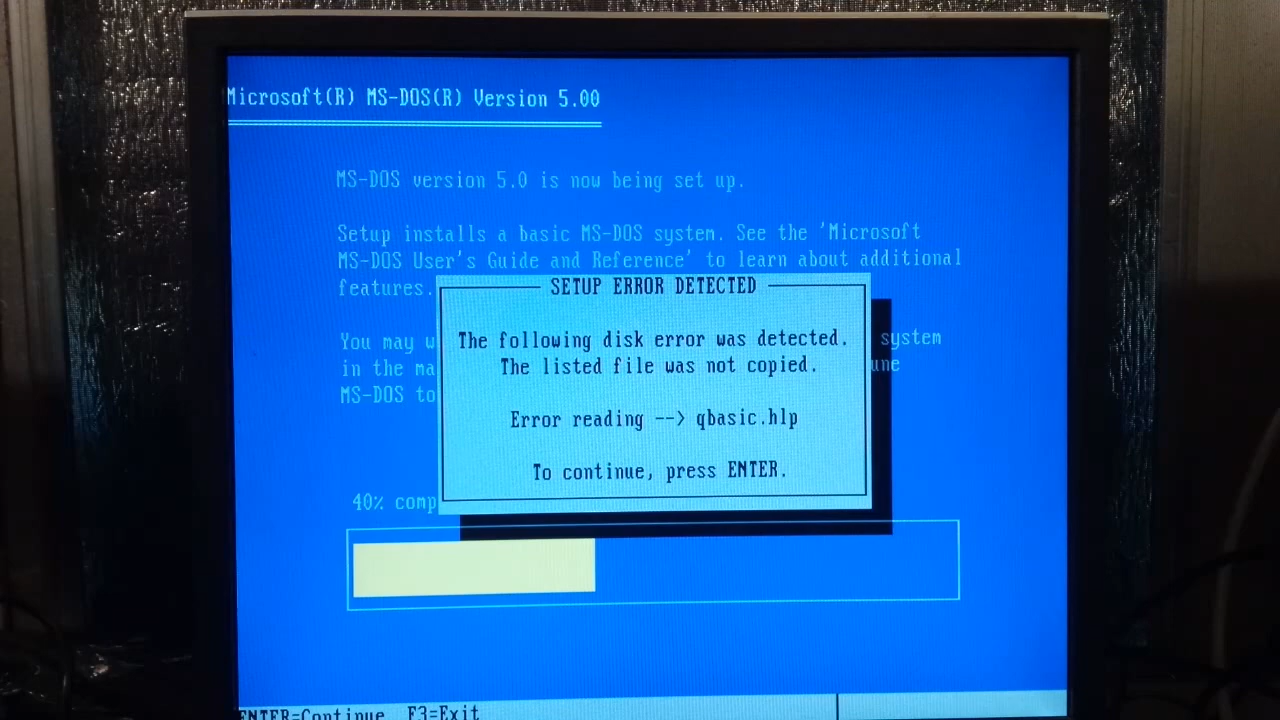 Microsoft(R) MS-DOS(R) Version 5.00
MS-DOS version 5.0 is now being set up.
Setup installs a basic MS-DOS system. See the 'Microsoft
MS-DOS User's Guide and Reference' to learn about additional
features.
SETUP ERROR DETECTED
You may w
system
The following disk error was detected.
in the ma
une
The listed file was not copied.
MS-DOS to
Error reading --> qbasic.hlp
To continue, press ENTER.
40% comp
ENTER=Continue F3=Exit